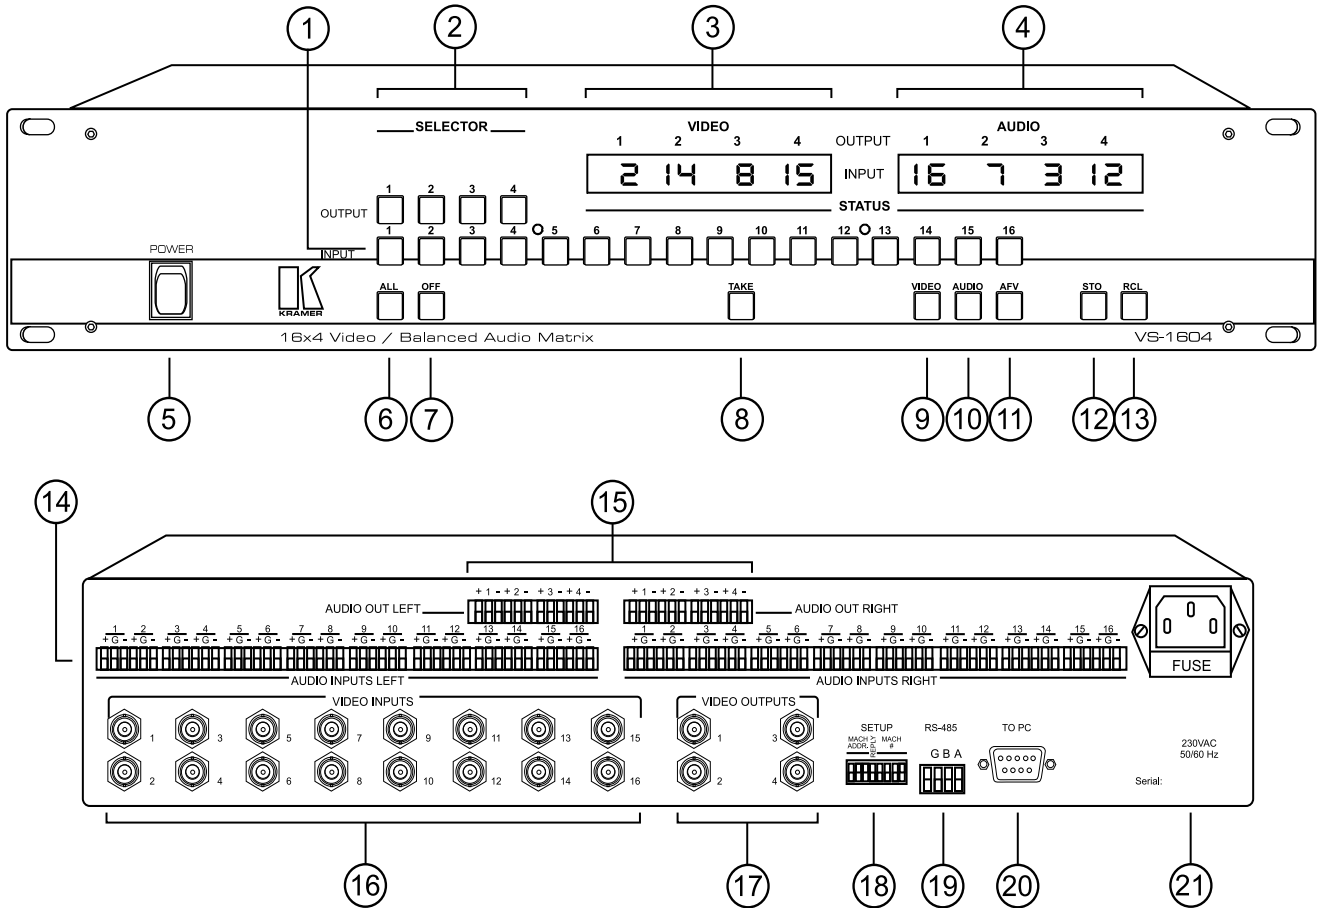 1 2 3 4
SELECTOR VIDEO AUDIO
1 2 3 4 OUTPUT 1 2 3 4
2 14 8 15 INPUT 16 7 3 12
STATUS
1 2 3 4
OUTPUT
1 2 3 4 5 6 7 8 9 10 11 12 13 14 15 16
INPUT
POWER
ALL OFF TAKE VIDEO AUDIO AFV STO RCL
K
KRAMER
16x4 Video / Balanced Audio Matrix VS-1604
5 6 7 8 9 10 11 12 13
14 15
+ 1 - + 2 - + 3 - + 4 - + 1 - + 2 - + 3 - + 4 -
AUDIO OUT LEFT AUDIO OUT RIGHT
1 2 3 4 5 6 7 8 9 10 11 12 13 14 15 16 1 2 3 4 5 6 7 8 9 10 11 12 13 14 15 16
+ G - + G - + G - + G - + G - + G - + G - + G - + G - + G - + G - + G - + G - + G - + G - + G - + G - + G - + G - + G - + G - + G - + G - + G - + G - + G - + G - + G - + G - + G - + G - + G -
FUSE
AUDIO INPUTS LEFT AUDIO INPUTS RIGHT
VIDEO INPUTS VIDEO OUTPUTS
1 3 5 7 9 11 13 15 1 3
2 4 6 8 10 12 14 16 2 4
SETUP RS-485 TO PC
MACH ADDR. REPLY MACH #
G B A
230VAC
50/60 Hz
Serial:
16 17 18 19 20 21